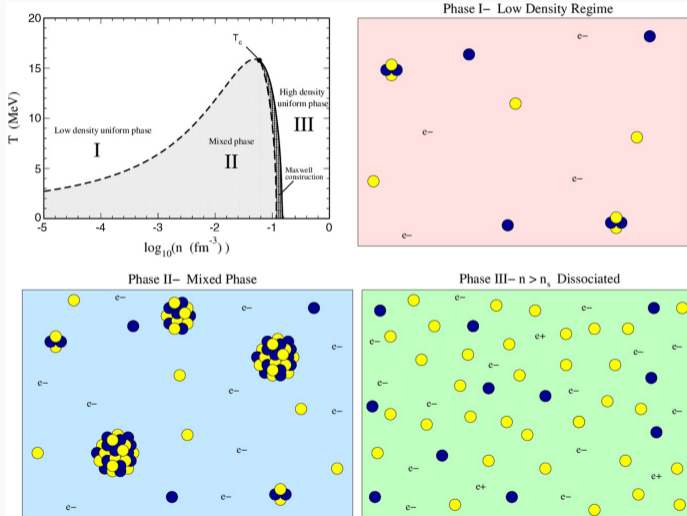 Phase I– Low Density Regime
20
15
10
5
0
T (MeV)
T_c
Low density uniform phase
I
Mixed phase
II
High density
uniform phase
III
Maxwell
construction
-5 -4 -3 -2 -1 0
log₁₀(n (fm⁻³))
e−
e−
e−
e−
Phase II– Mixed Phase
e−
e−
e−
e−
e−
e−
e−
e−
e−
e−
Phase III– n > n_s Dissociated
e−
e−
e+
e−
e−
e−
e−
e−
e−
e−
e−
e−
e+
e+
e−
e−